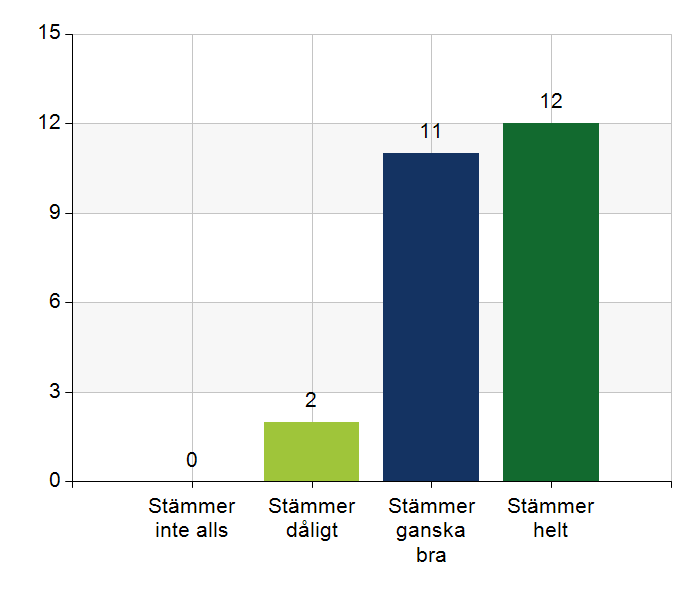 15
12
9
6
3
0
0
2
11
12
Stämmer
inte alls
Stämmer
dåligt
Stämmer
ganska
bra
Stämmer
helt